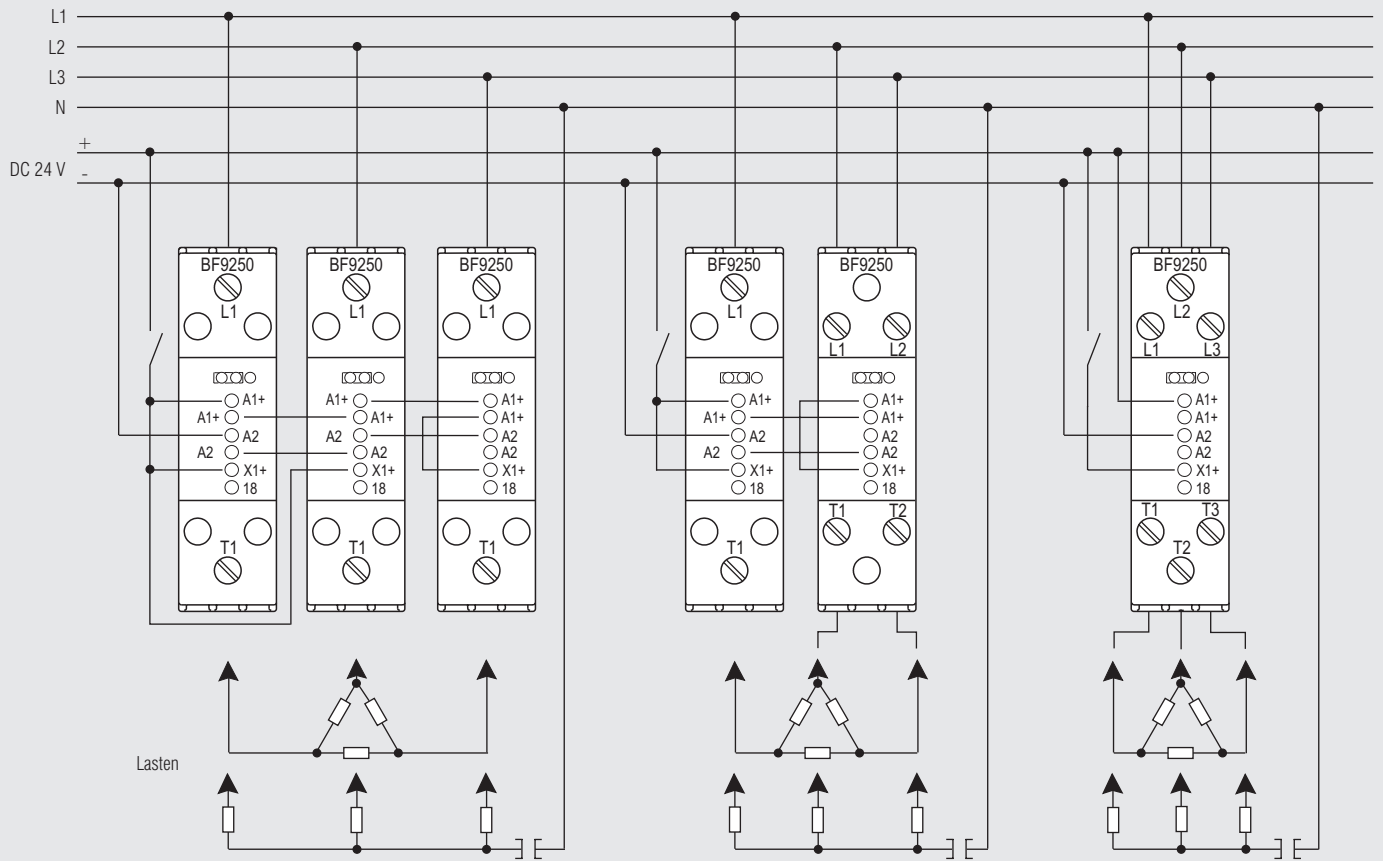 L1
L2
L3
N
+
DC 24 V
-
BF9250 BF9250 BF9250 BF9250 BF9250 BF9250
L1 L1 L1 L1 L2
L1 L2 L1 L3
A1+ A1+ A1+ A1+ A1+ A1+
A1+ A1+ A1+ A1+ A1+ A1+
A2 A2 A2 A2 A2 A2
A2 A2 A2 A2 A2 A2
X1+ X1+ X1+ X1+ X1+ X1+
18 18 18 18 18 18
T1 T2 T1 T3
T1 T1 T1 T1 T2
Lasten